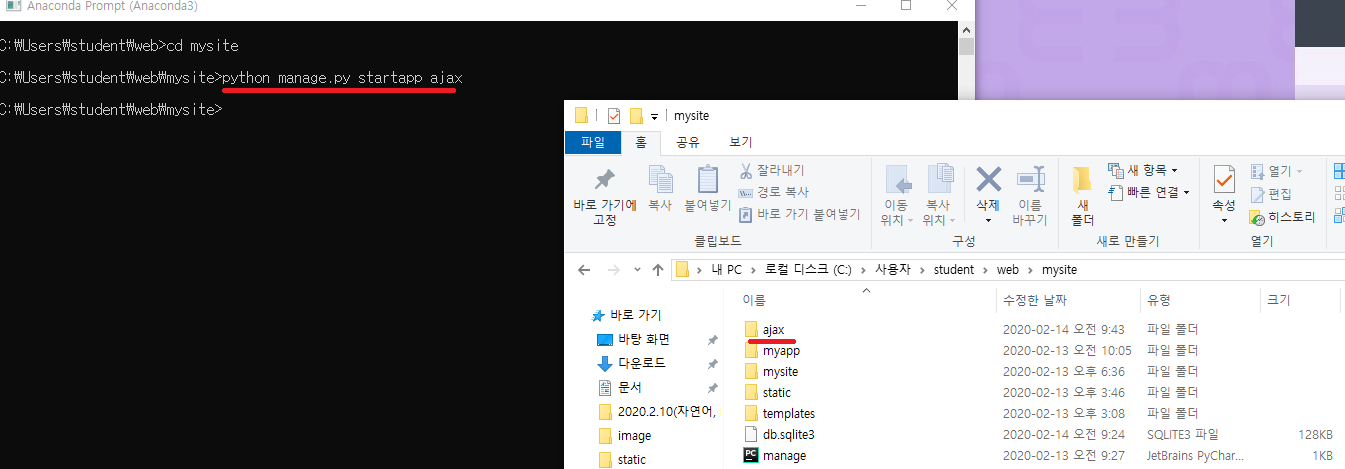 Anaconda Prompt (Anaconda3)
C:₩Users₩student₩web>cd mysite
C:₩Users₩student₩web₩mysite>python manage.py startapp ajax
C:₩Users₩student₩web₩mysite>
mysite
파일 홈 공유 보기
바로 가기에 고정
복사
붙여넣기
잘라내기
경로 복사
바로 가기 붙여넣기
클립보드
이동 위치
복사 위치
삭제
이름 바꾸기
구성
새 폴더
새 항목
빠른 연결
새로 만들기
속성
열기
편집
히스토리
열기
내 PC > 로컬 디스크 (C:) > 사용자 > student > web > mysite
이름 수정한 날짜 유형 크기
바로 가기
바탕 화면
다운로드
문서
2020.2.10(자연어,
image
static
ajax 2020-02-14 오전 9:43 파일 폴더
myapp 2020-02-13 오전 10:05 파일 폴더
mysite 2020-02-13 오후 6:36 파일 폴더
static 2020-02-13 오후 3:46 파일 폴더
templates 2020-02-13 오후 3:08 파일 폴더
db.sqlite3 2020-02-14 오전 9:24 SQLITE3 파일 128KB
manage 2020-02-13 오전 9:27 JetBrains PyChar... 1KB